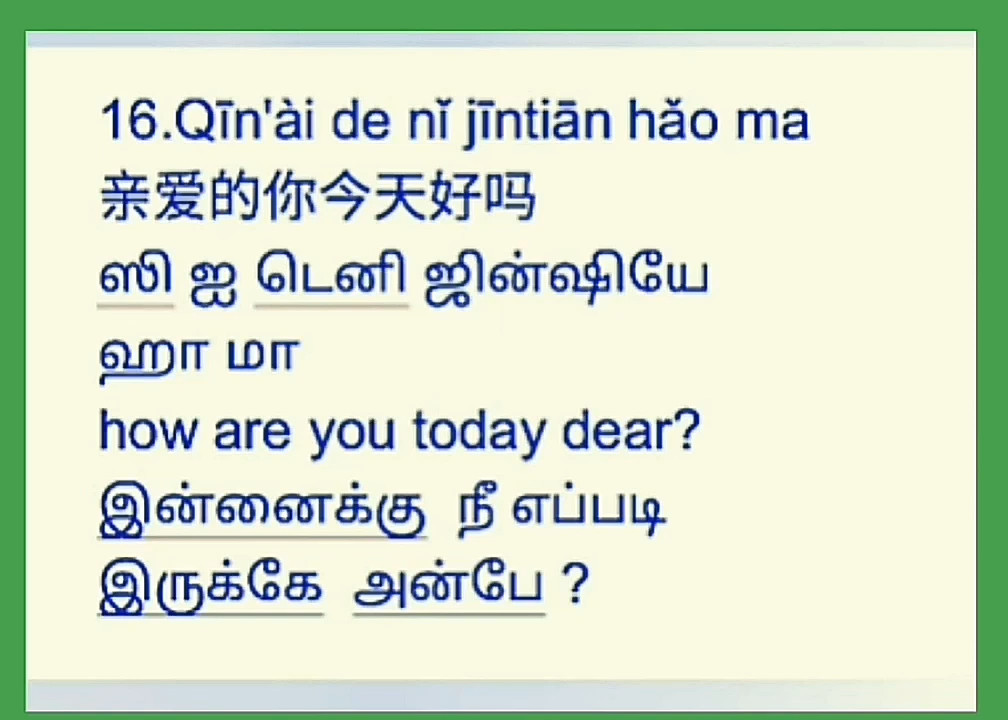 16.Qīn'ài de nǐ jīntiān hǎo ma
亲爱的你今天好吗
ஸி ஐ டெனி ஜின்ஷியே
ஹா மா
how are you today dear?
இன்னைக்கு நீ எப்படி
இருக்கே அன்பே ?